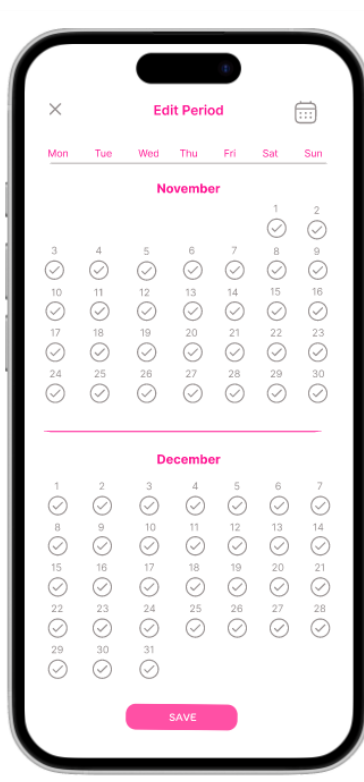 Edit Period
Mon Tue Wed Thu Fri Sat Sun
November
1 2
3 4 5 6 7 8 9
10 11 12 13 14 15 16
17 18 19 20 21 22 23
24 25 26 27 28 29 30
December
1 2 3 4 5 6 7
8 9 10 11 12 13 14
15 16 17 18 19 20 21
22 23 24 25 26 27 28
29 30 31
SAVE